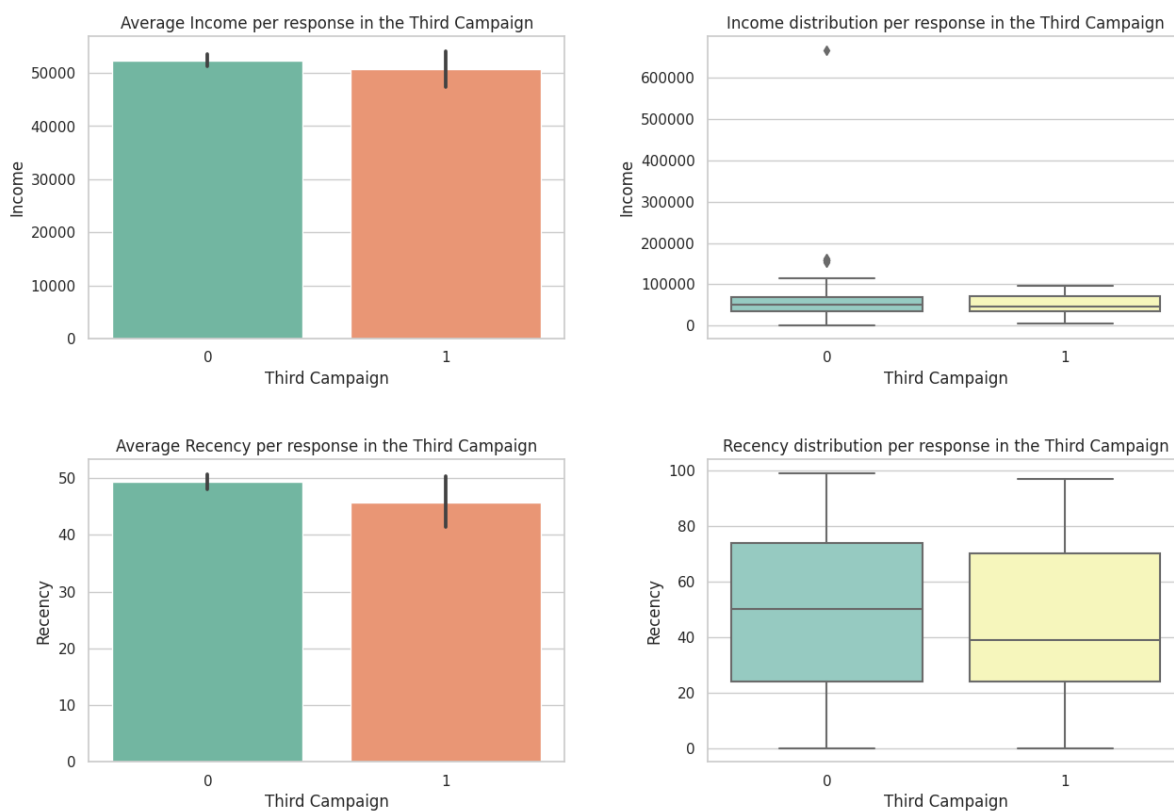 Average Income per response in the Third Campaign
50000
40000
30000
20000
10000
0
Income
0 1
Third Campaign
Income distribution per response in the Third Campaign
600000
500000
400000
300000
200000
100000
0
Income
0 1
Third Campaign
Average Recency per response in the Third Campaign
50
40
30
20
10
0
Recency
0 1
Third Campaign
Recency distribution per response in the Third Campaign
100
80
60
40
20
0
Recency
0 1
Third Campaign